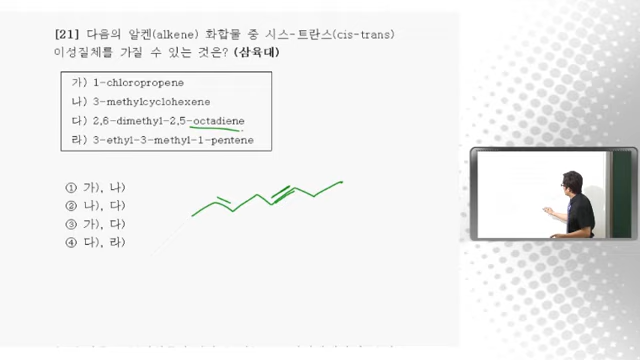 [21] 다음의 알켄(alkene) 화합물 중 시스-트란스(cis-trans)
이성질체를 가질 수 있는 것은? (삼육대)
가) 1-chloropropene
나) 3-methylcyclohexene
다) 2,6-dimethyl-2,5-octadiene
라) 3-ethyl-3-methyl-1-pentene
① 가), 나)
② 나), 다)
③ 가), 다)
④ 다), 라)